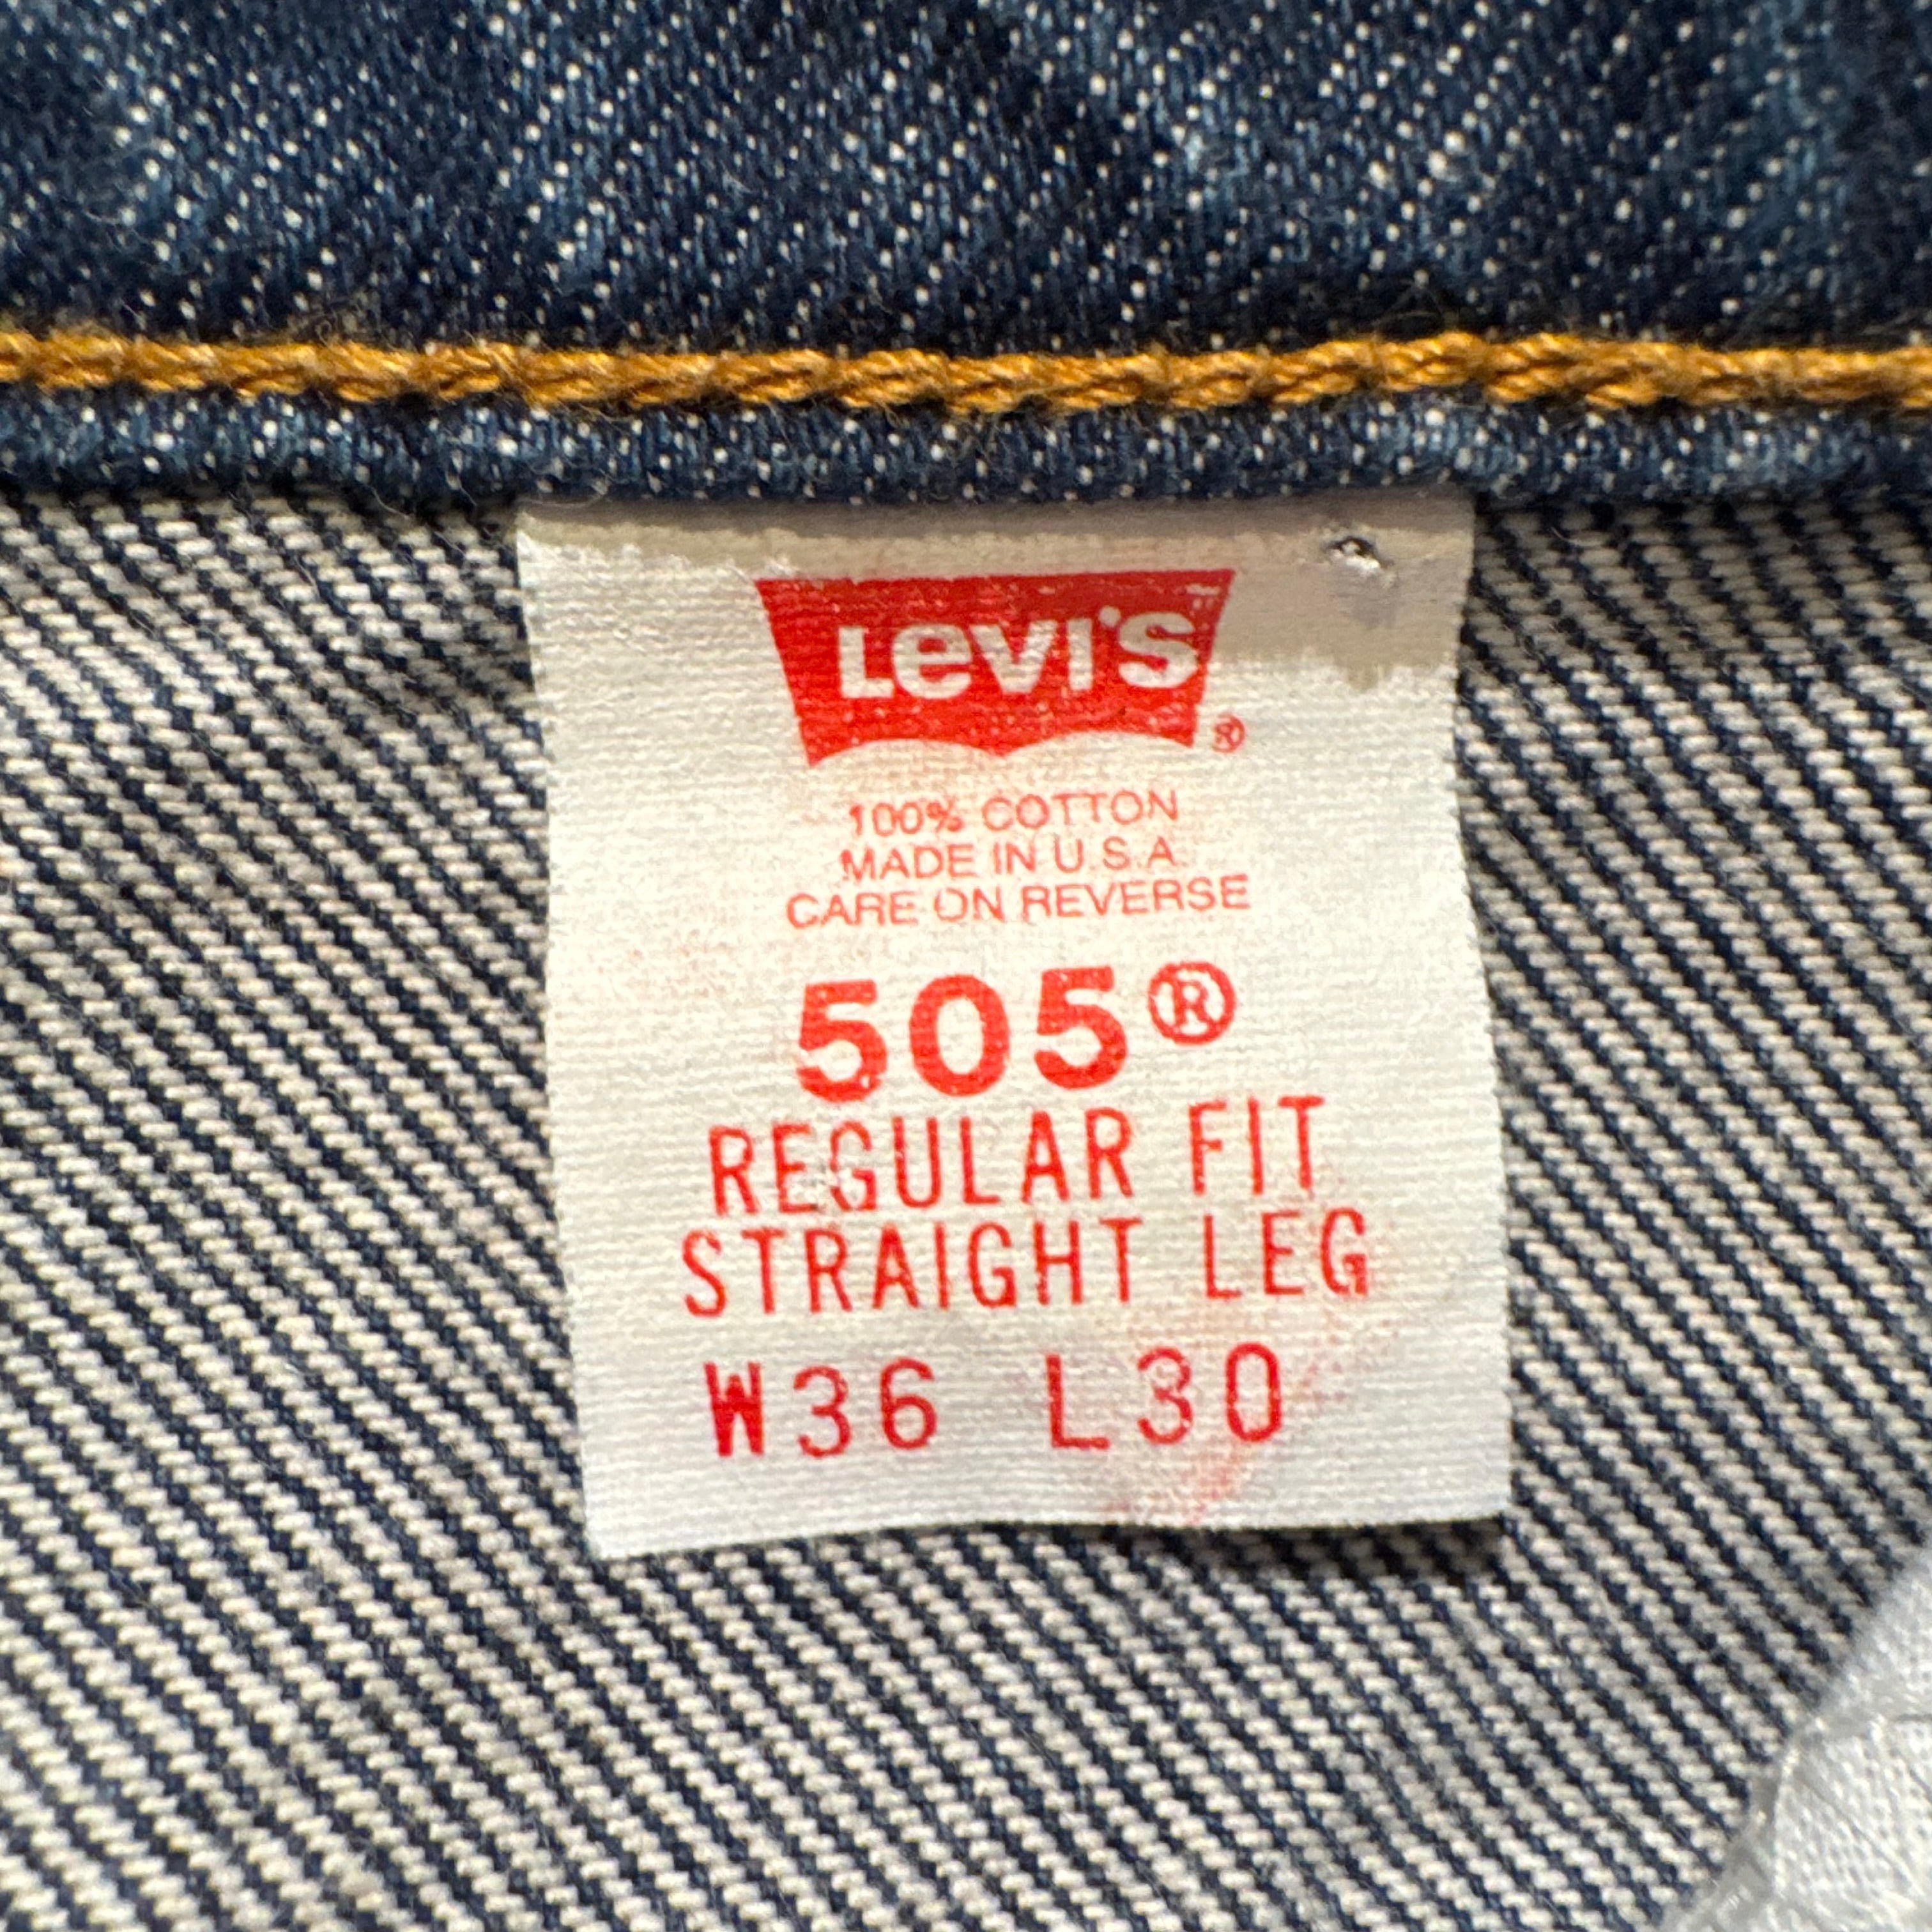 Levi's®
100% COTTON
MADE IN U.S.A.
CARE ON REVERSE
505®
REGULAR FIT
STRAIGHT LEG
W36 L30